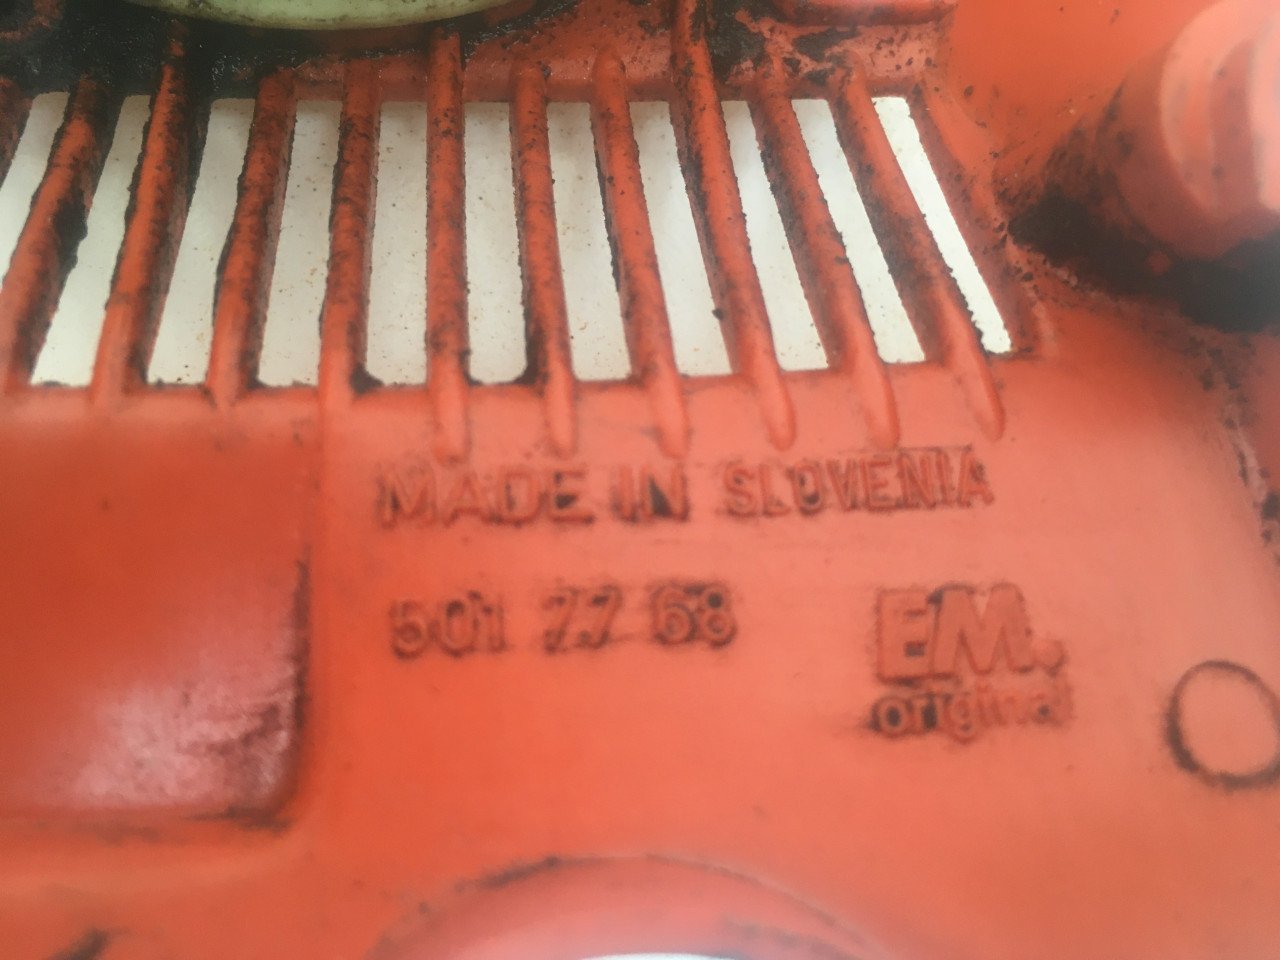 MADE IN SLOVENIA
501 77 68
EM.
original